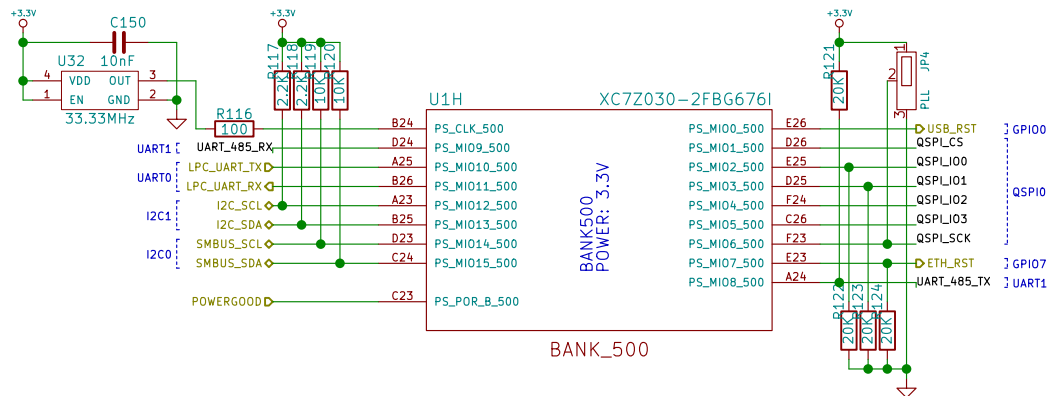 +3.3V
C150
10nF
U32
4 VDD OUT 3
1 EN GND 2
33.33MHz
R116
100
+3.3V
R117
2.2K
R118
2.2K
R119
10K
R120
10K
U1H
XC7Z030-2FBG676I
B24 PS_CLK_500
UART1 UART_485_RX D24 PS_MIO9_500
UART0
LPC_UART_TX A25 PS_MIO10_500
LPC_UART_RX B26 PS_MIO11_500
I2C1
I2C_SCL A23 PS_MIO12_500
I2C_SDA B25 PS_MIO13_500
I2C0
SMBUS_SCL D23 PS_MIO14_500
SMBUS_SDA C24 PS_MIO15_500
POWERGOOD C23 PS_POR_B_500
BANK500
POWER: 3.3V
BANK_500
PS_MIO0_500 E26 USB_RST GPIO0
PS_MIO1_500 D26 QSPI_CS
PS_MIO2_500 E25 QSPI_IO0
PS_MIO3_500 D25 QSPI_IO1
QSPI0
PS_MIO4_500 F24 QSPI_IO2
PS_MIO5_500 C26 QSPI_IO3
PS_MIO6_500 F23 QSPI_SCK
PS_MIO7_500 E23 ETH_RST GPIO7
PS_MIO8_500 A24 UART_485_TX UART1
+3.3V
R121
20K
1
2
3
JP4
PLL
R122
20K
R123
20K
R124
20K